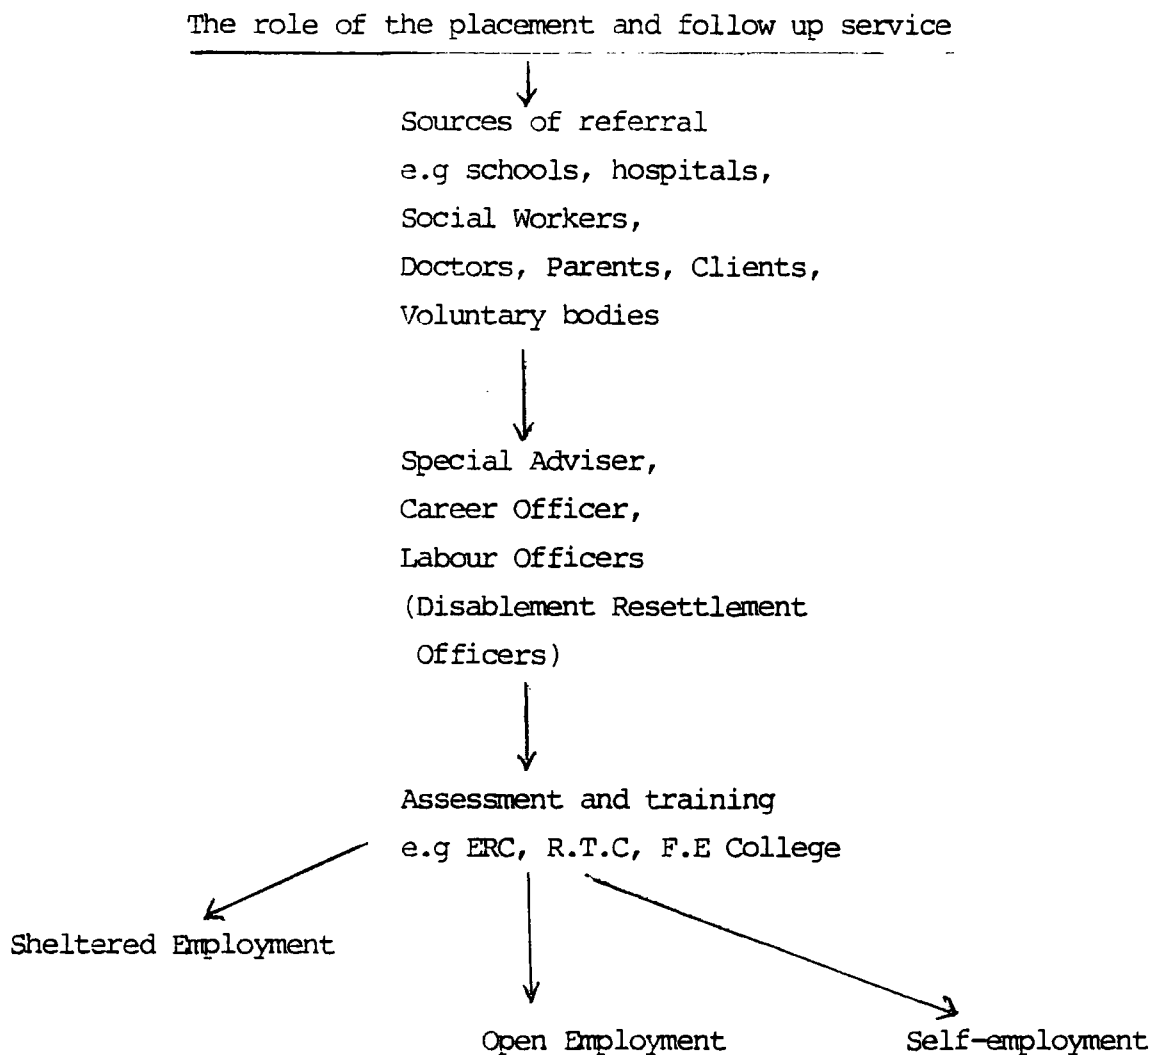 The role of the placement and follow up service
Sources of referral
e.g schools, hospitals,
Social Workers,
Doctors, Parents, Clients,
Voluntary bodies
Special Adviser,
Career Officer,
Labour Officers
(Disablement Resettlement
Officers)
Assessment and training
e.g ERC, R.T.C, F.E College
Sheltered Employment
Open Employment
Self-employment